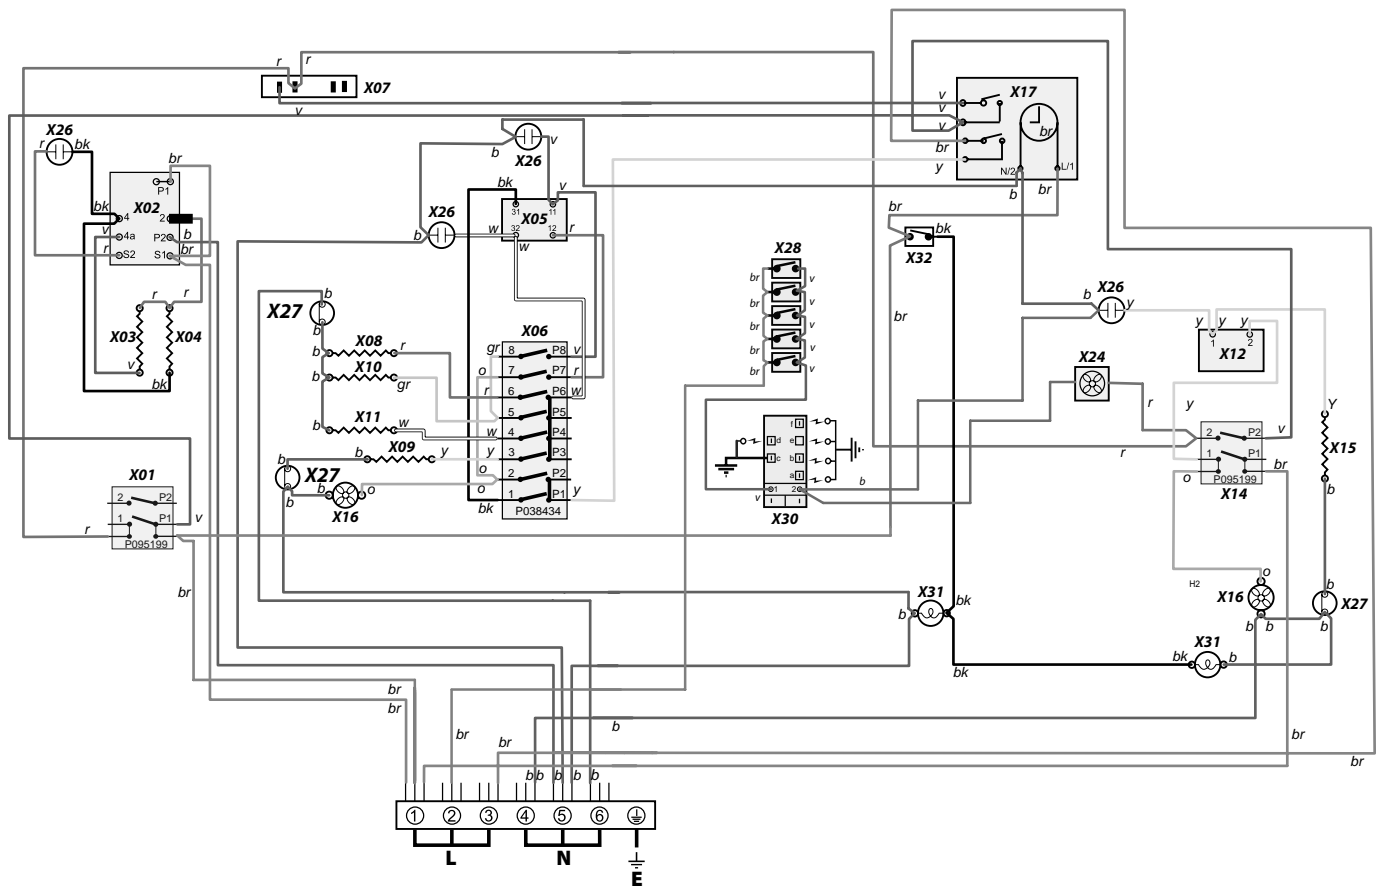 r
r
X07
v
X26
r
bk
br
P1
X02
bk
4
2
v
4a
P2
b
r
S2
S1
br
r
r
X03
X04
v
bk
X26
b
v
bk
v
31
11
X05
32
12
r
w
w
X26
b
v
v
v
br
y
X17
br
N/2
L/1
b
br
br
bk
X32
br
X28
br
v
br
v
br
v
br
v
br
v
X26
b
y
y
y
y
1
2
X12
X24
r
r
X27
b
b
b
X08
r
b
X10
gr
b
X11
w
X09
b
y
X27
b
b
b
X16
o
X06
gr
8
P8
v
o
7
P7
r
r
6
P6
w
5
P5
w
4
P4
y
3
P3
o
2
P2
o
1
P1
y
bk
P038434
f
d
e
c
b
a
1
2
v
b
X30
y
2
P2
v
1
P1
br
o
P095199
X14
Y
X15
b
X01
2
P2
1
P1
v
r
P095199
br
H2
o
X16
b
b
b
X27
b
X31
b
bk
bk
X31
bk
b
br
br
br
br
b
br
br
b
b
b
b
b
1
2
3
4
5
6
L
N
E